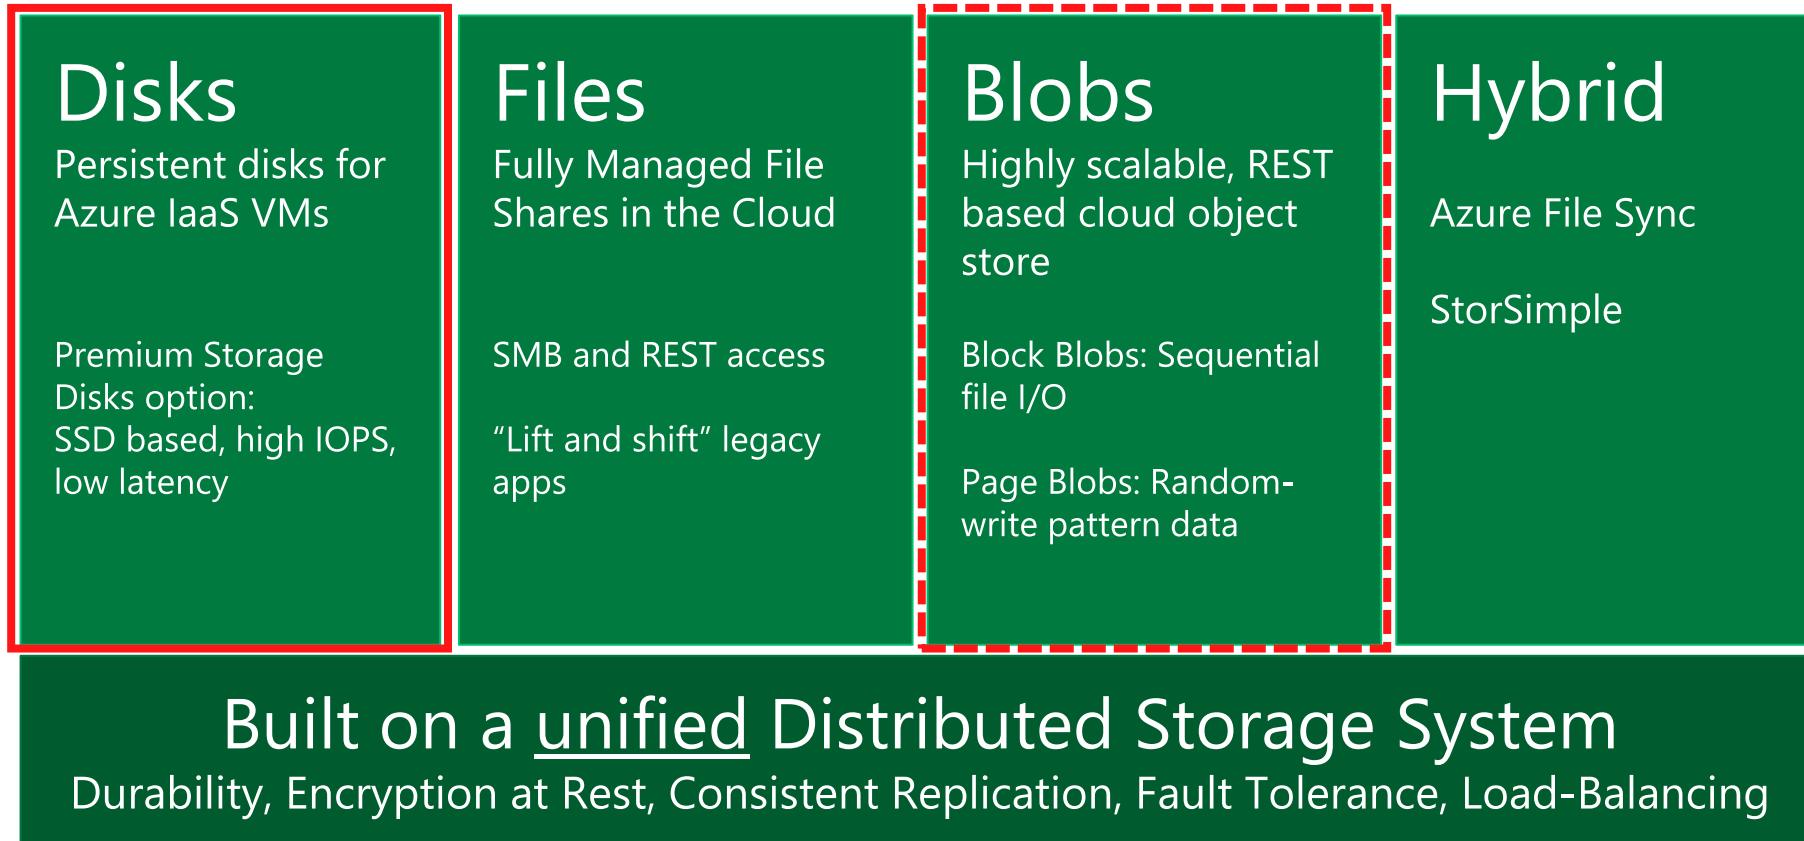 Disks
Persistent disks for
Azure IaaS VMs
Premium Storage
Disks option:
SSD based, high IOPS,
low latency
Files
Fully Managed File
Shares in the Cloud
SMB and REST access
“Lift and shift” legacy
apps
Blobs
Highly scalable, REST
based cloud object
store
Block Blobs: Sequential
file I/O
Page Blobs: Random-
write pattern data
Hybrid
Azure File Sync
StorSimple
Built on a unified Distributed Storage System
Durability, Encryption at Rest, Consistent Replication, Fault Tolerance, Load-Balancing